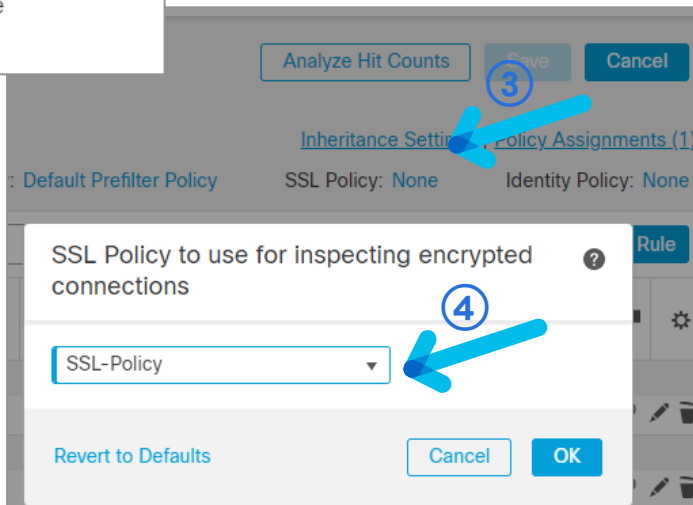 e
Analyze Hit Counts Save Cancel
3
Inheritance Settin Policy Assignments (1)
: Default Prefilter Policy SSL Policy: None Identity Policy: None
Rule
SSL Policy to use for inspecting encrypted
connections
4
SSL-Policy
Revert to Defaults Cancel OK